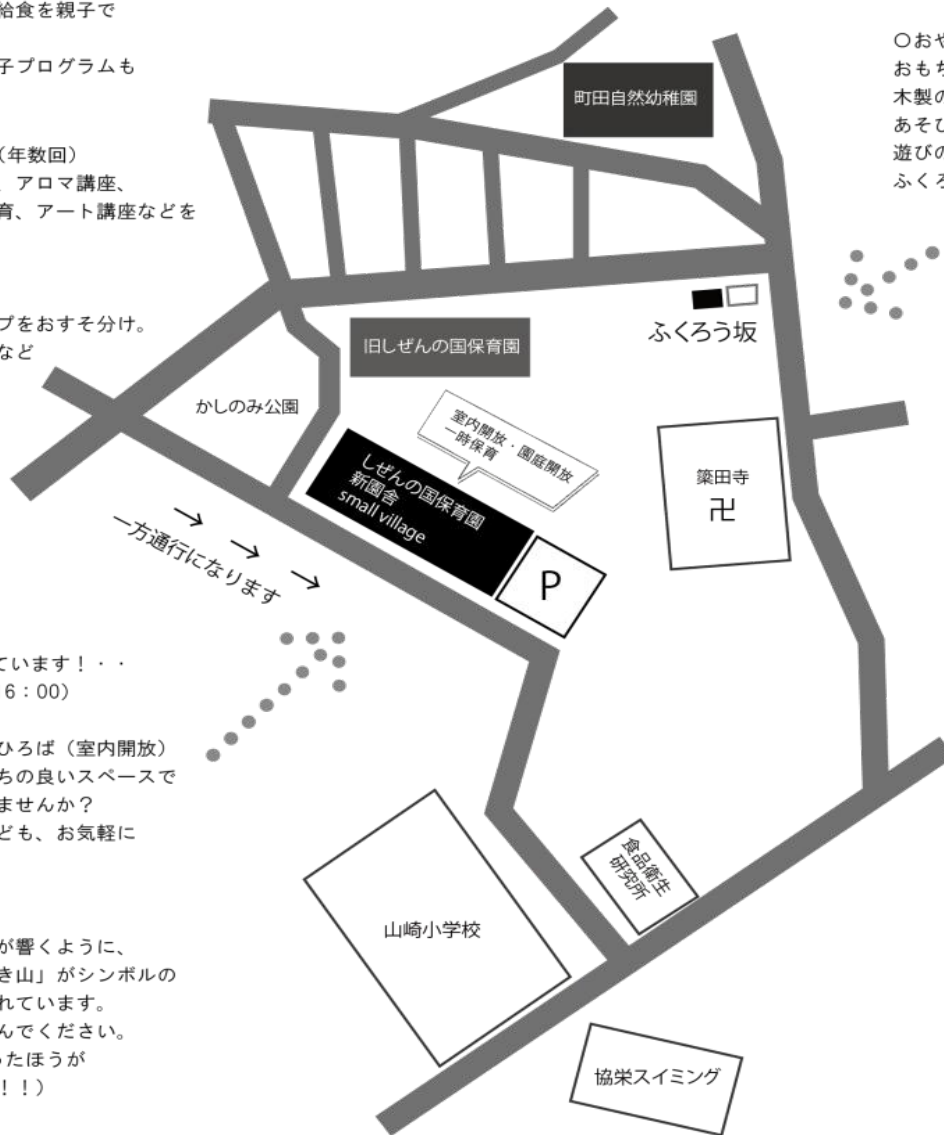 給食を親子で
子プログラムも
（年数回）
、アロマ講座、
育、アート講座などを
プをおすそ分け。
など
ています！・・
6：00）
ひろば（室内開放）
ちの良いスペースで
ませんか？
ども、お気軽に
が響くように、
き山」がシンボルの
れています。
んでください。
ったほうが
！！）
町田自然幼稚園
ふくろう坂
旧しぜんの国保育園
かしのみ公園
室内開放・園庭開放
一時保育
しぜんの国保育園
新園舎
small village
P
簗田寺
卍
→ → →
一方通行になります
山崎小学校
食品衛生
研究所
協栄スイミング
〇おや
おもち
木製の
あそび
遊びの
ふくろ